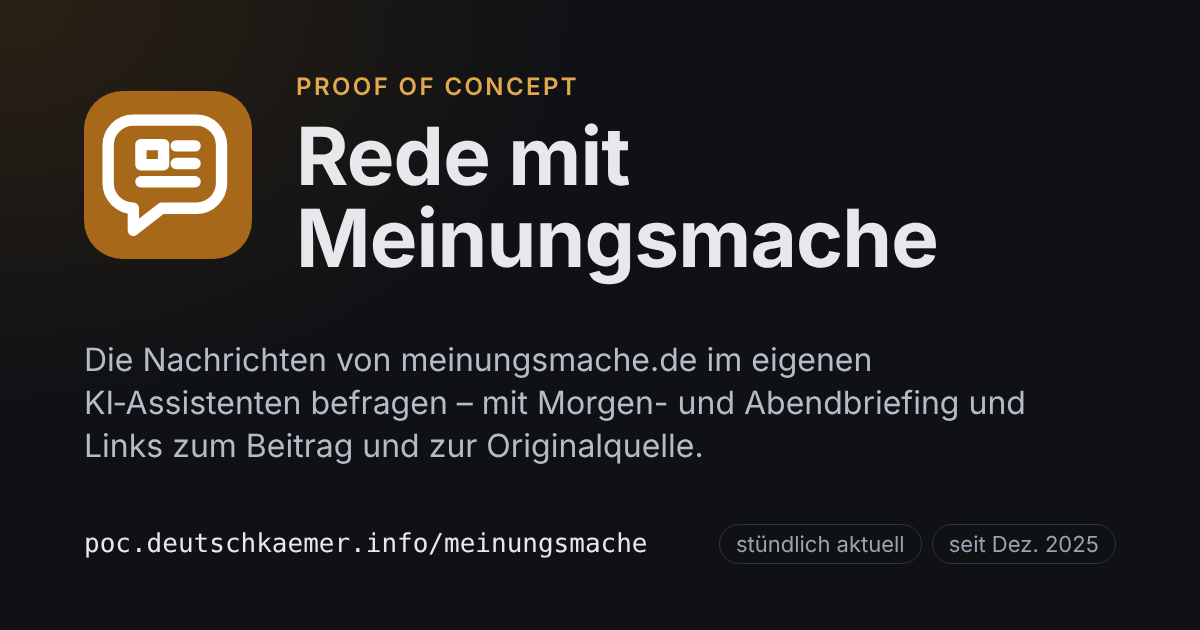 PROOF OF CONCEPT
Rede mit
Meinungsmache
Die Nachrichten von meinungsmache.de im eigenen
KI-Assistenten befragen – mit Morgen- und Abendbriefing und
Links zum Beitrag und zur Originalquelle.
poc.deutschkaemer.info/meinungsmache
stündlich aktuell
seit Dez. 2025